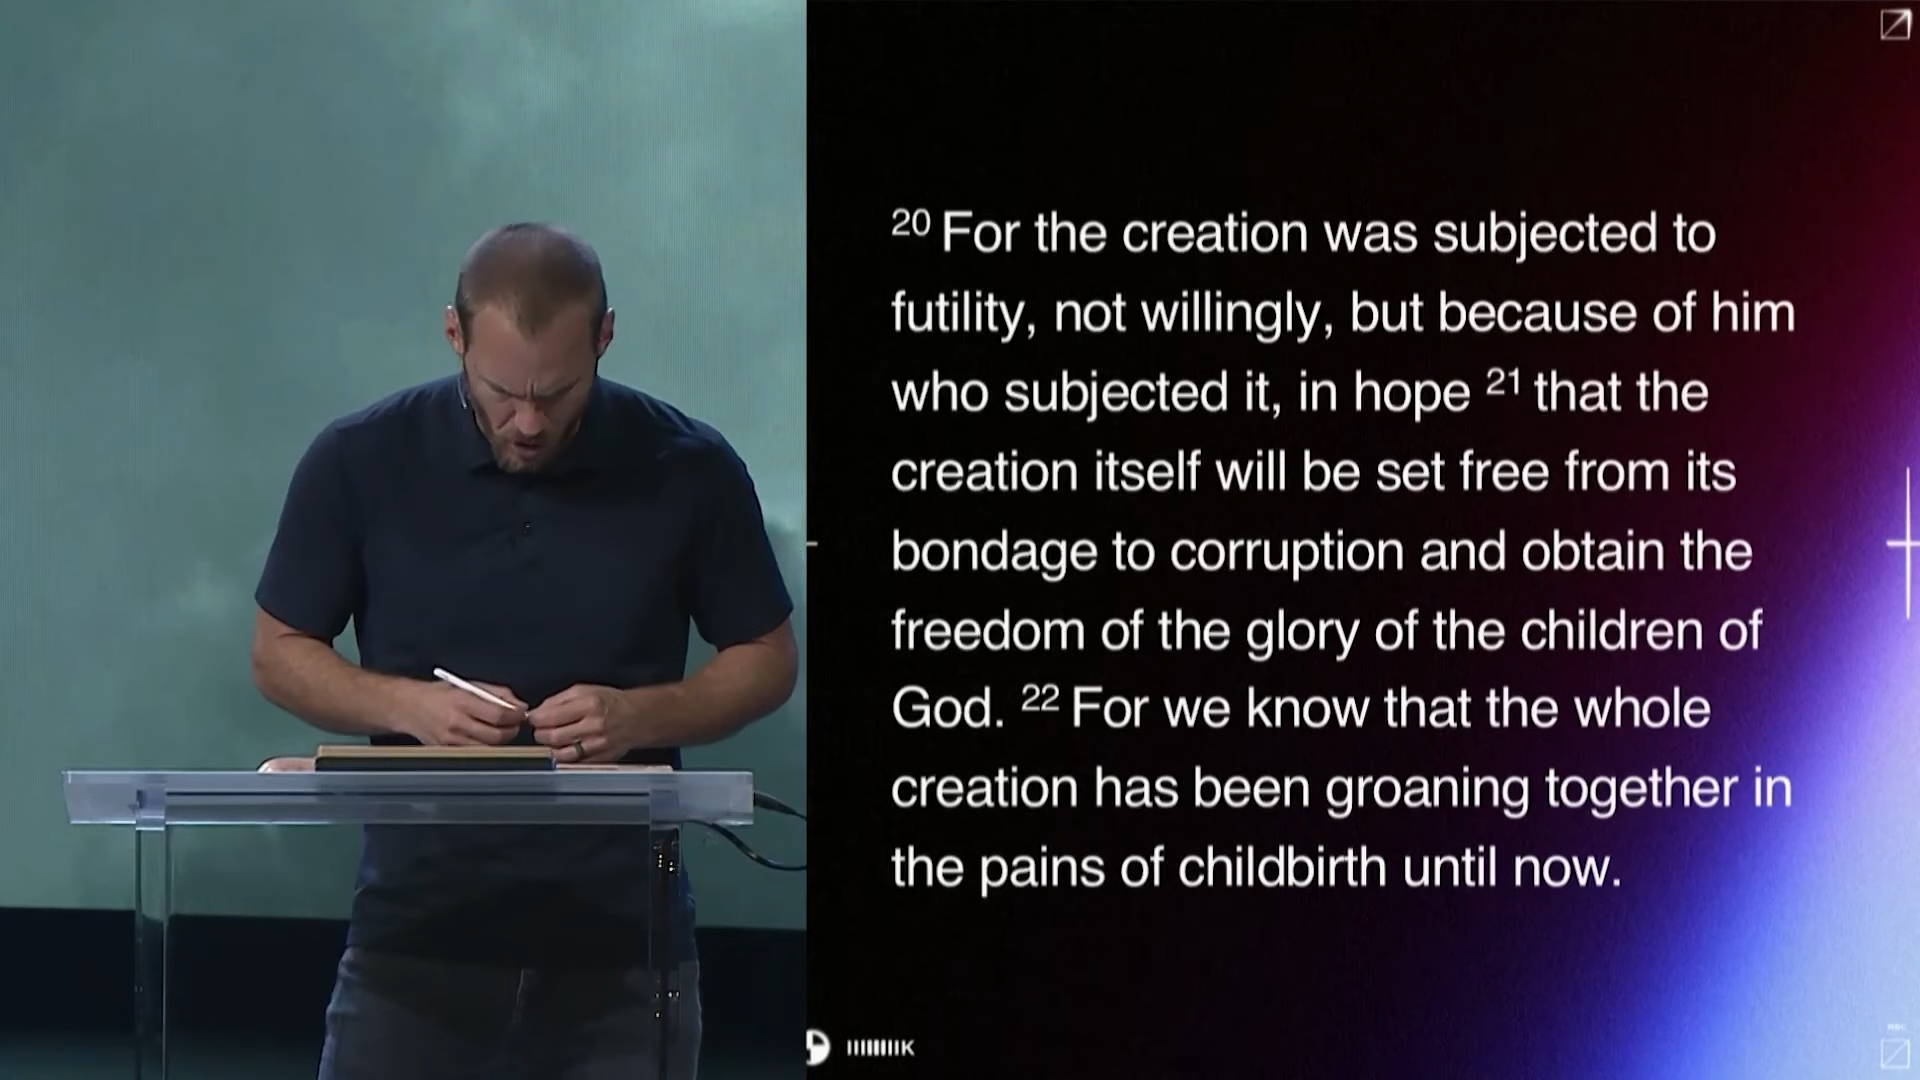 20 For the creation was subjected to
futility, not willingly, but because of him
who subjected it, in hope 21 that the
creation itself will be set free from its
bondage to corruption and obtain the
freedom of the glory of the children of
God. 22 For we know that the whole
creation has been groaning together in
the pains of childbirth until now.